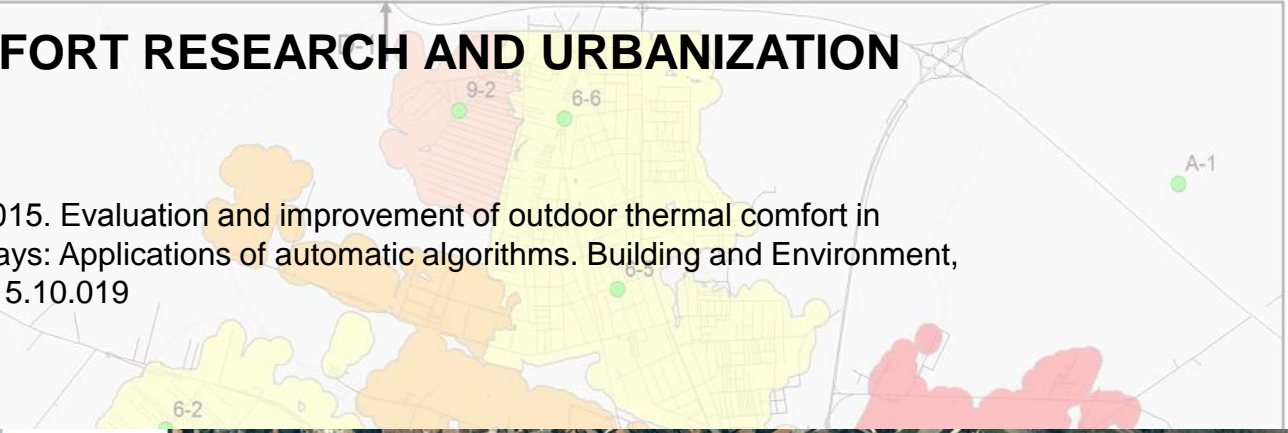 FORT RESEARCH AND URBANIZATION
9-2
6-6
A-1
015. Evaluation and improvement of outdoor thermal comfort in
ays: Applications of automatic algorithms. Building and Environment,
6-5
5.10.019
6-2